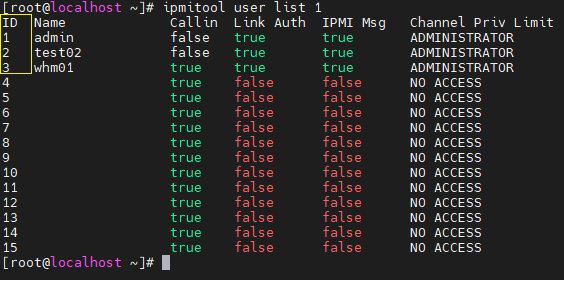 [root@localhost ~]# ipmitool user list 1
ID  Name             Callin  Link Auth  IPMI Msg   Channel Priv Limit
1   admin            false   true       true       ADMINISTRATOR
2   test02           false   true       true       ADMINISTRATOR
3   whm01            true    true       true       ADMINISTRATOR
4                    true    false      false      NO ACCESS
5                    true    false      false      NO ACCESS
6                    true    false      false      NO ACCESS
7                    true    false      false      NO ACCESS
8                    true    false      false      NO ACCESS
9                    true    false      false      NO ACCESS
10                   true    false      false      NO ACCESS
11                   true    false      false      NO ACCESS
12                   true    false      false      NO ACCESS
13                   true    false      false      NO ACCESS
14                   true    false      false      NO ACCESS
15                   true    false      false      NO ACCESS
[root@localhost ~]#